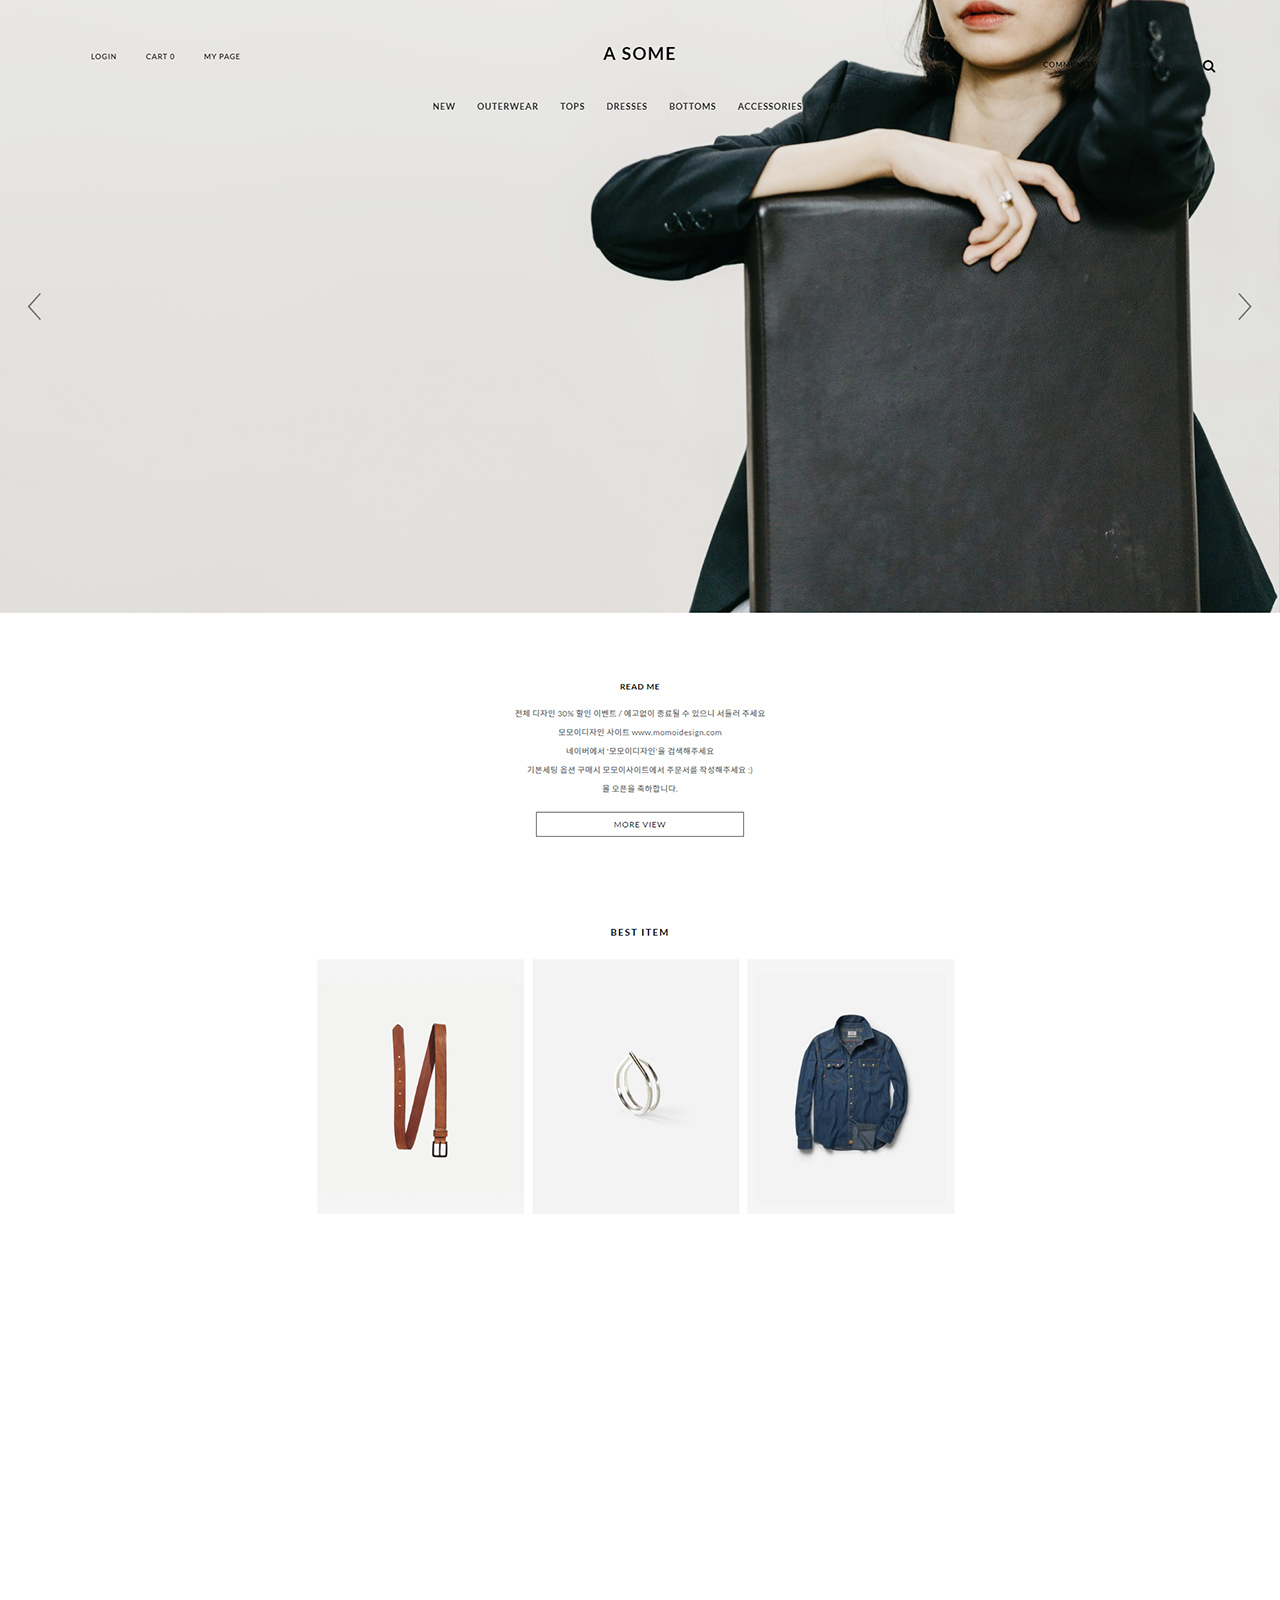 LOGIN
CART 0
MY PAGE
A SOME
COMMUNITY
NEW
OUTERWEAR
TOPS
DRESSES
BOTTOMS
ACCESSORIES
READ ME
전체 디자인 30% 할인 이벤트 / 예고없이 종료될 수 있으니 서둘러 주세요
모모이디자인 사이트 www.momoidesign.com
네이버에서 '모모이디자인'을 검색해주세요
기본세팅 옵션 구매시 모모이사이트에서 주문서를 작성해주세요 :)
몰 오픈을 축하합니다.
MORE VIEW
BEST ITEM